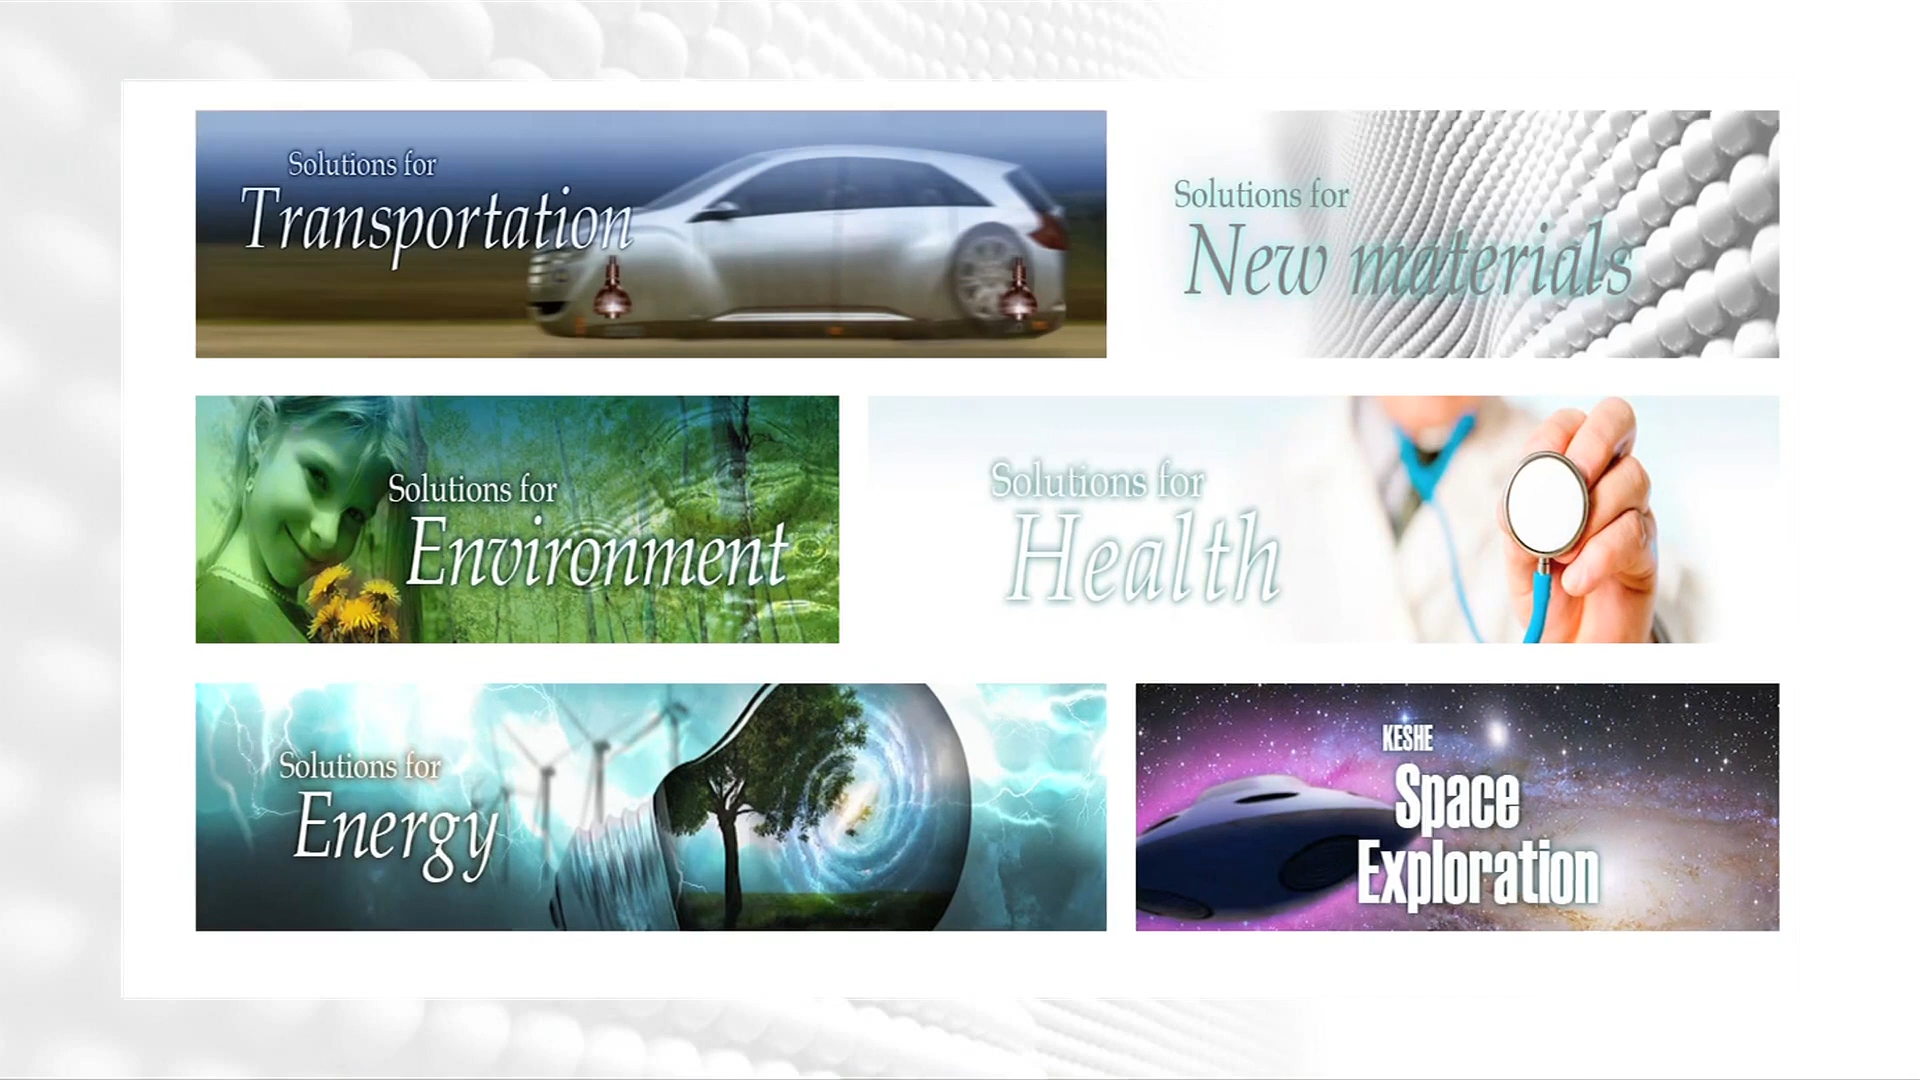 Solutions for
Transportation
Solutions for
New materials
Solutions for
Environment
Solutions for
Health
Solutions for
Energy
KESHE
Space
Exploration